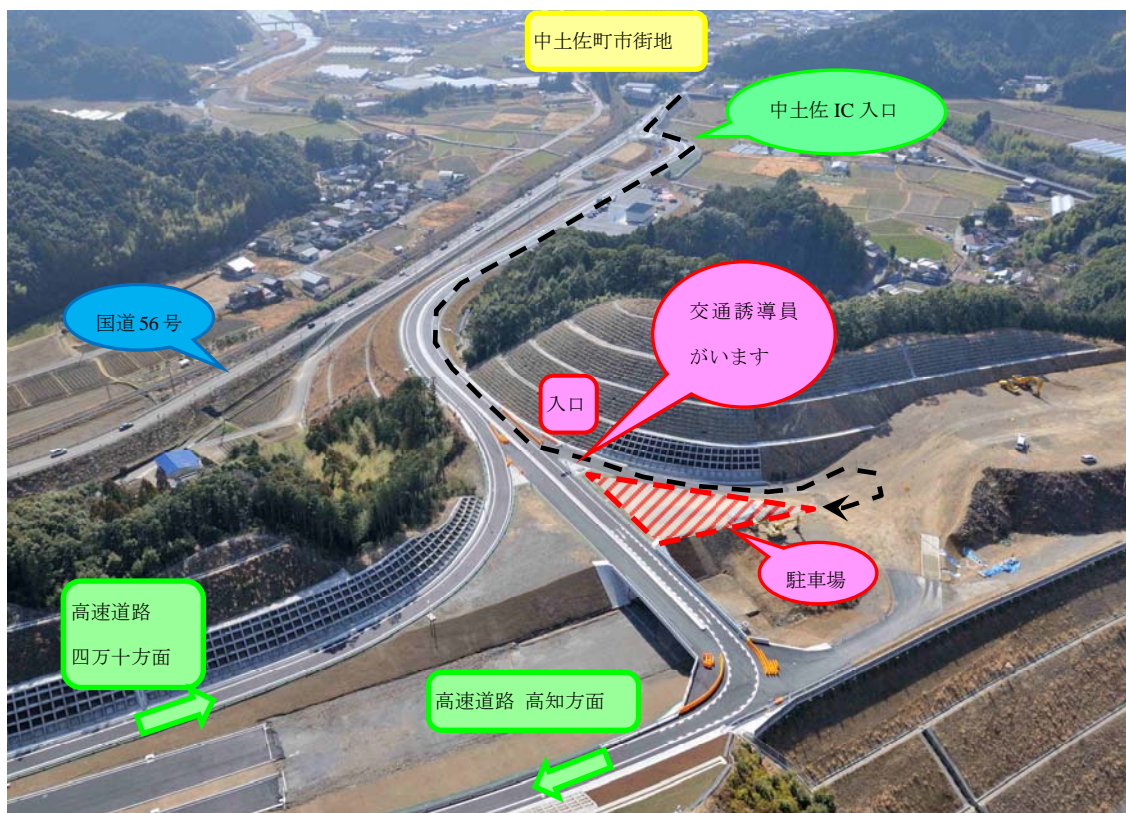 中土佐町市街地
中土佐 IC 入口
交通誘導員
がいます
国道 56 号
入口
駐車場
高速道路
四万十方面
高速道路 高知方面